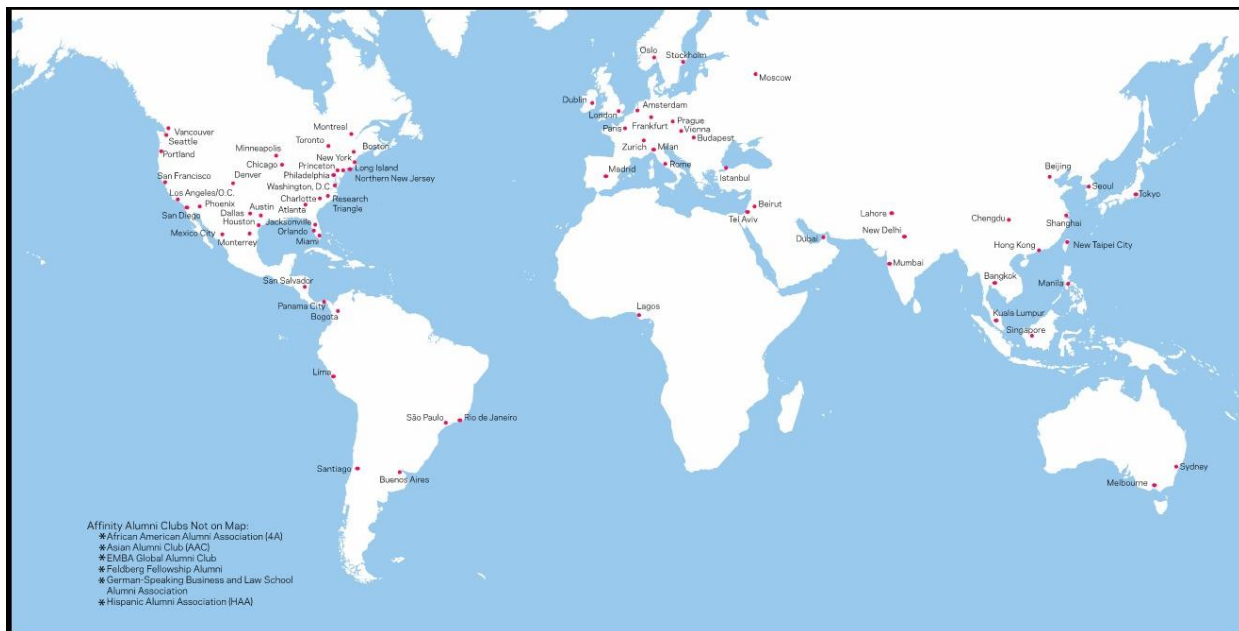 Oslo
Stockholm
Moscow
Dublin
Amsterdam
London
Prague
Frankfurt
Paris
Vienna
Budapest
Zurich
Milan
Rome
Madrid
Istanbul
Vancouver
Seattle
Portland
Montreal
Toronto
Boston
Minneapolis
New York
Chicago
Princeton
Long Island
Denver
Philadelphia
Northern New Jersey
San Francisco
Washington, D.C
Los Angeles/O.C.
Phoenix
Austin
Charlotte
Research
Triangle
San Diego
Dallas
Atlanta
Houston
Jacksonville
Mexico City
Orlando
Monterrey
Miami
San Salvador
Panama City
Bogota
Lima
São Paulo
Rio de Janeiro
Santiago
Buenos Aires
Beirut
Tel Aviv
Dubai
Lagos
Lahore
New Delhi
Mumbai
Beijing
Seoul
Tokyo
Chengdu
Shanghai
New Taipei City
Hong Kong
Bangkok
Manila
Kuala Lumpur
Singapore
Sydney
Melbourne
Affinity Alumni Clubs Not on Map:
*African American Alumni Association (4A)
*Asian Alumni Club (AAC)
*EMBA Global Alumni Club
*Feldberg Fellowship Alumni
*German-Speaking Business and Law School
Alumni Association
*Hispanic Alumni Association (HAA)